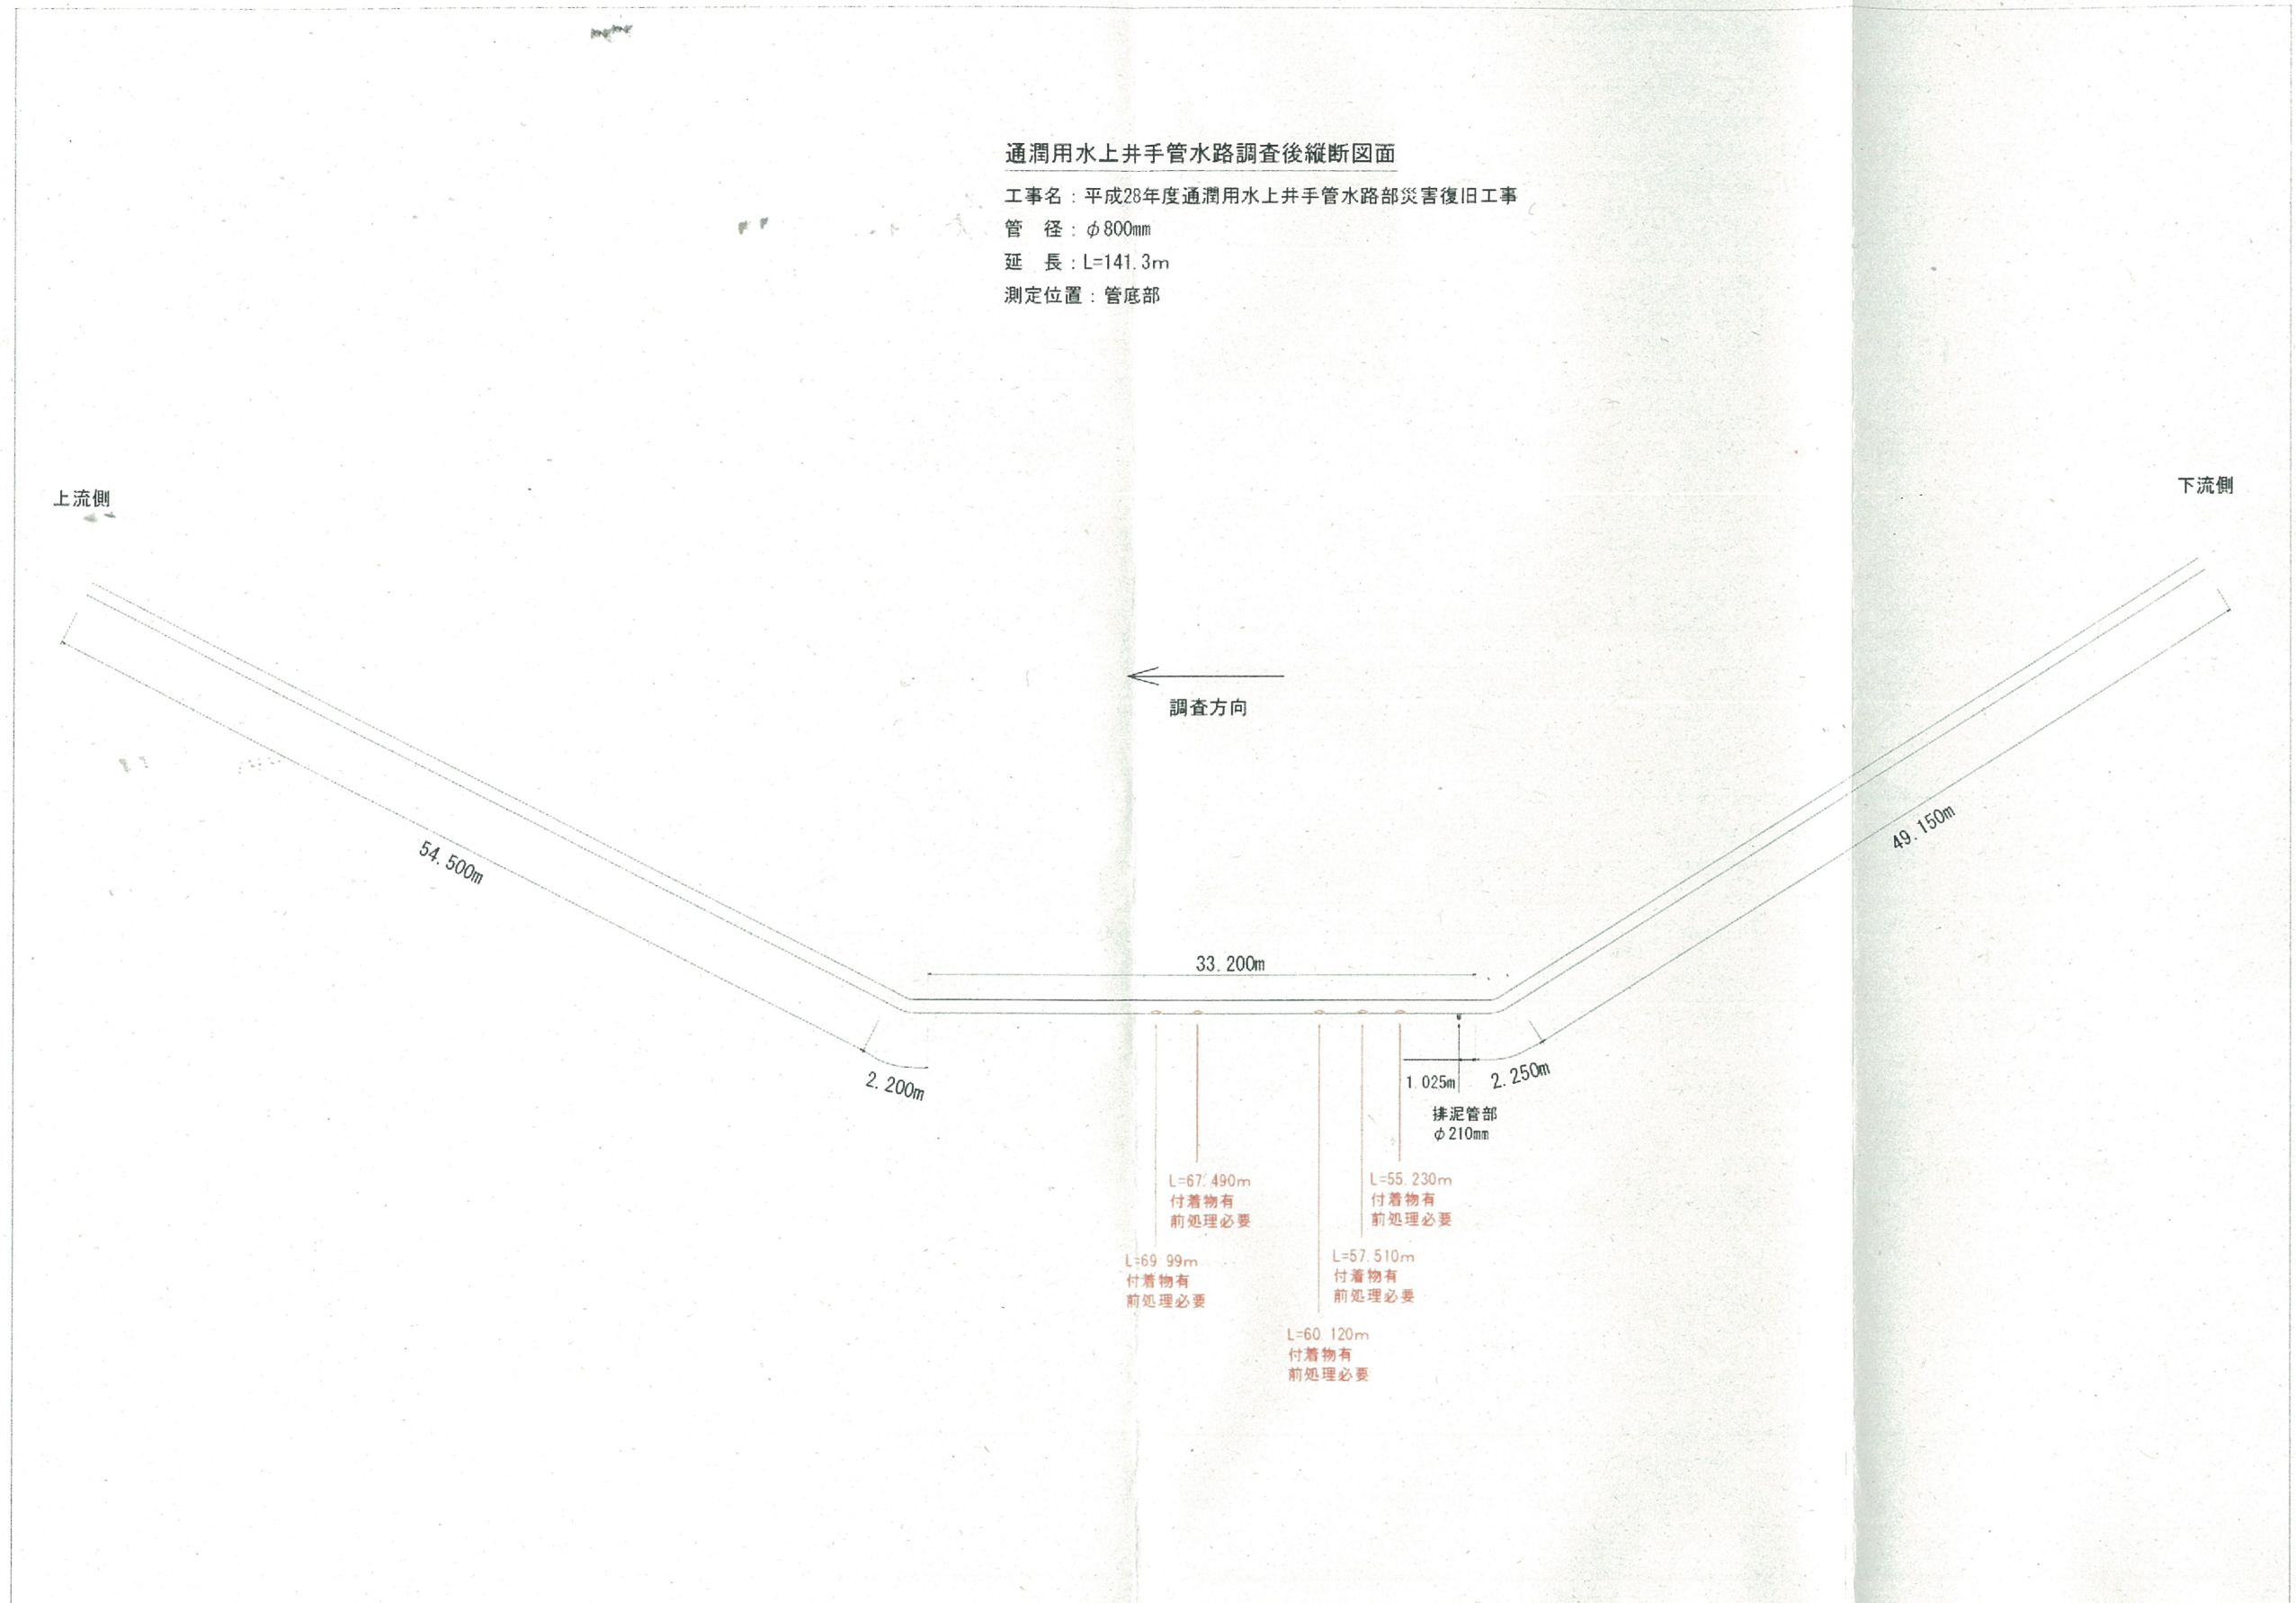 通潤用水上井手管水路調査後縦断図面
工事名：平成28年度通潤用水上井手管水路部災害復旧工事
管　径：φ800mm
延　長：L=141.3m
測定位置：管底部
上流側
下流側
調査方向
54.500m
49.150m
33.200m
2.200m
1.025m
2.250m
排泥管部
φ210mm
L=67.490m
付着物有
前処理必要
L=55.230m
付着物有
前処理必要
L=69.99m
付着物有
前処理必要
L=57.510m
付着物有
前処理必要
L=60.120m
付着物有
前処理必要